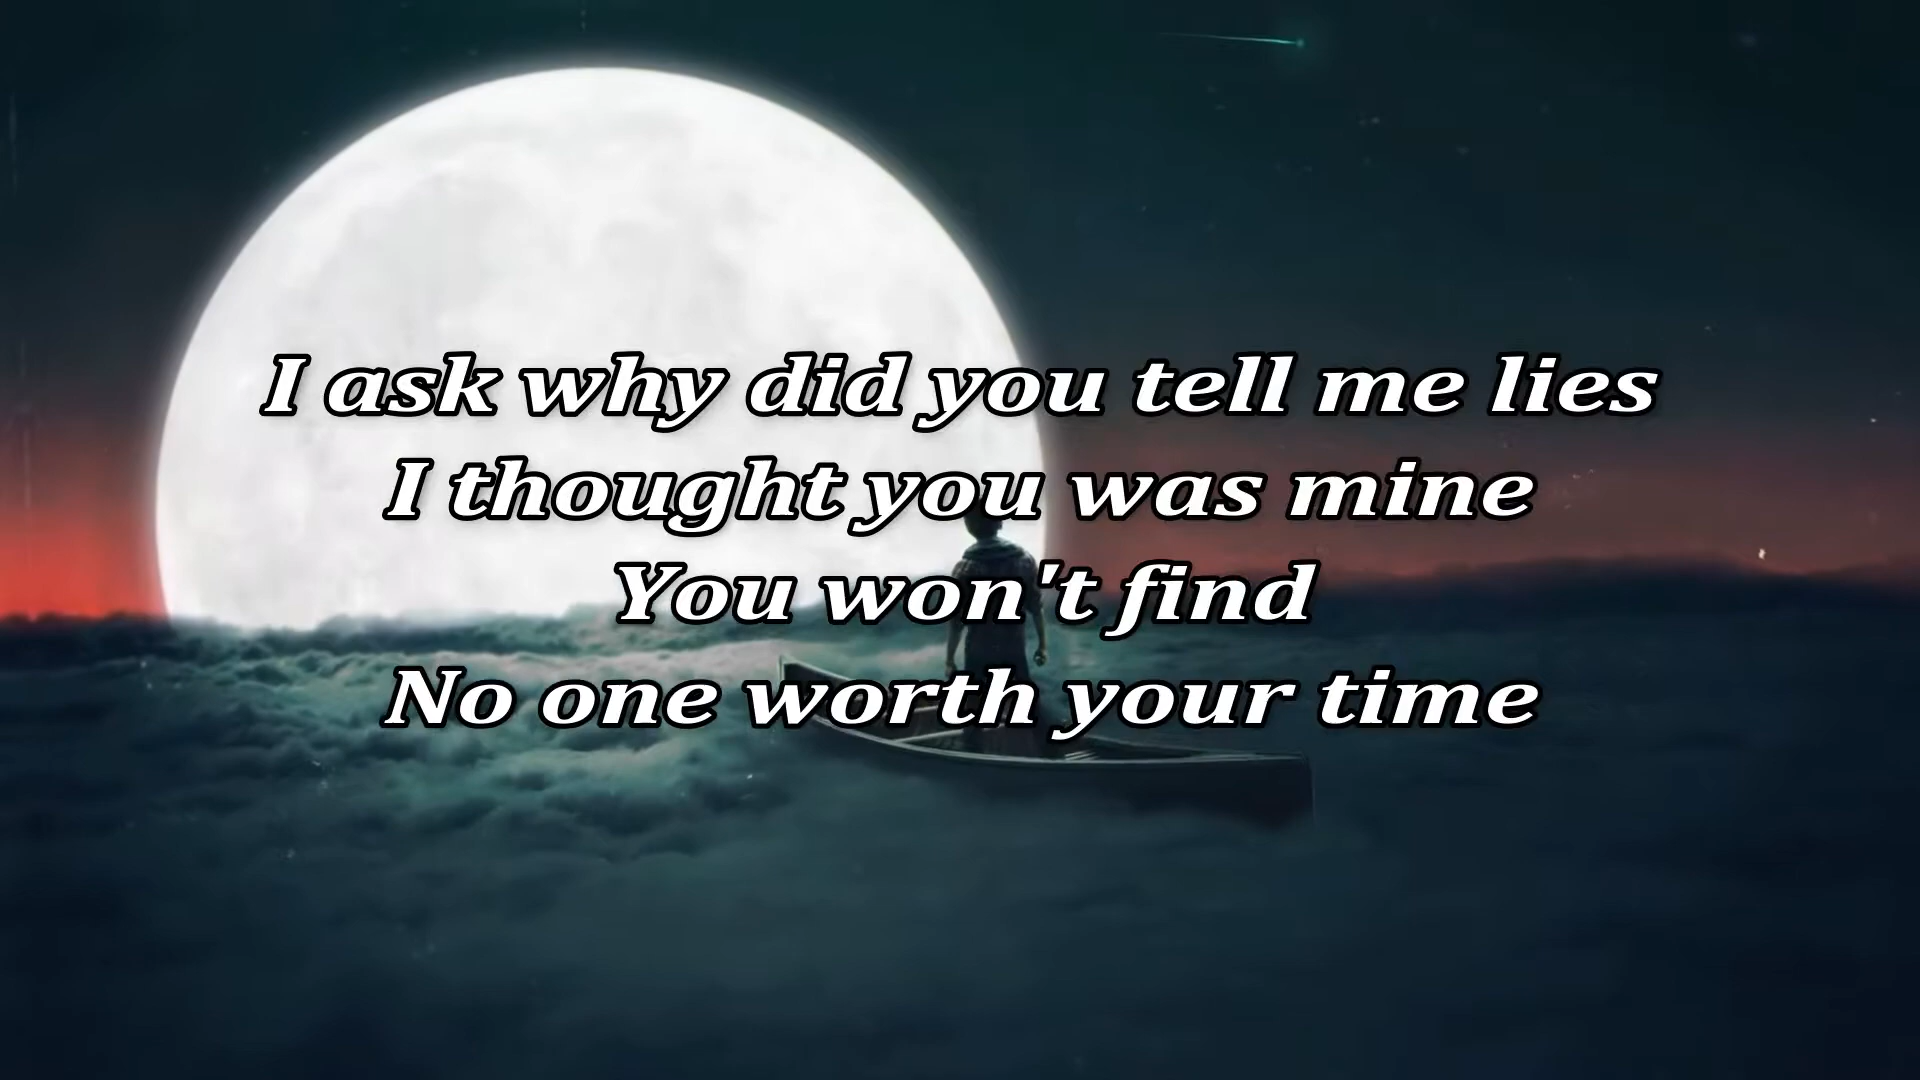 I ask why did you tell me lies
I thought you was mine
You won't find
No one worth your time